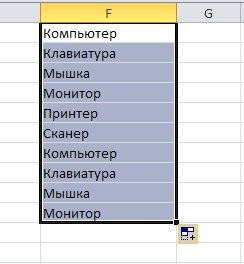 F G
Компьютер
Клавиатура
Мышка
Монитор
Принтер
Сканер
Компьютер
Клавиатура
Мышка
Монитор